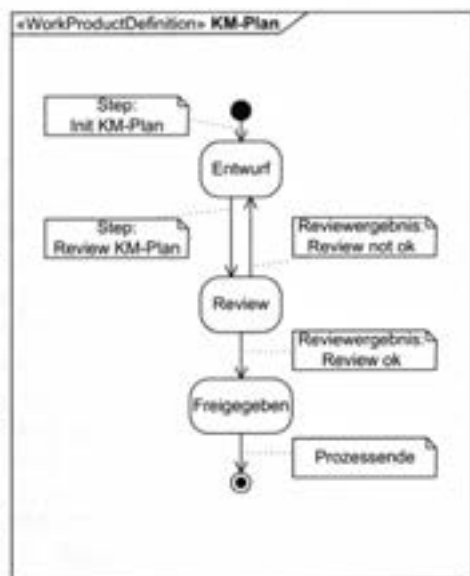 «WorkProductDefinition» KM-Plan
Step:
Init KM-Plan
Entwurf
Step:
Review KM-Plan
Reviewergebnis:
Review not ok
Review
Reviewergebnis:
Review ok
Freigegeben
Prozessende